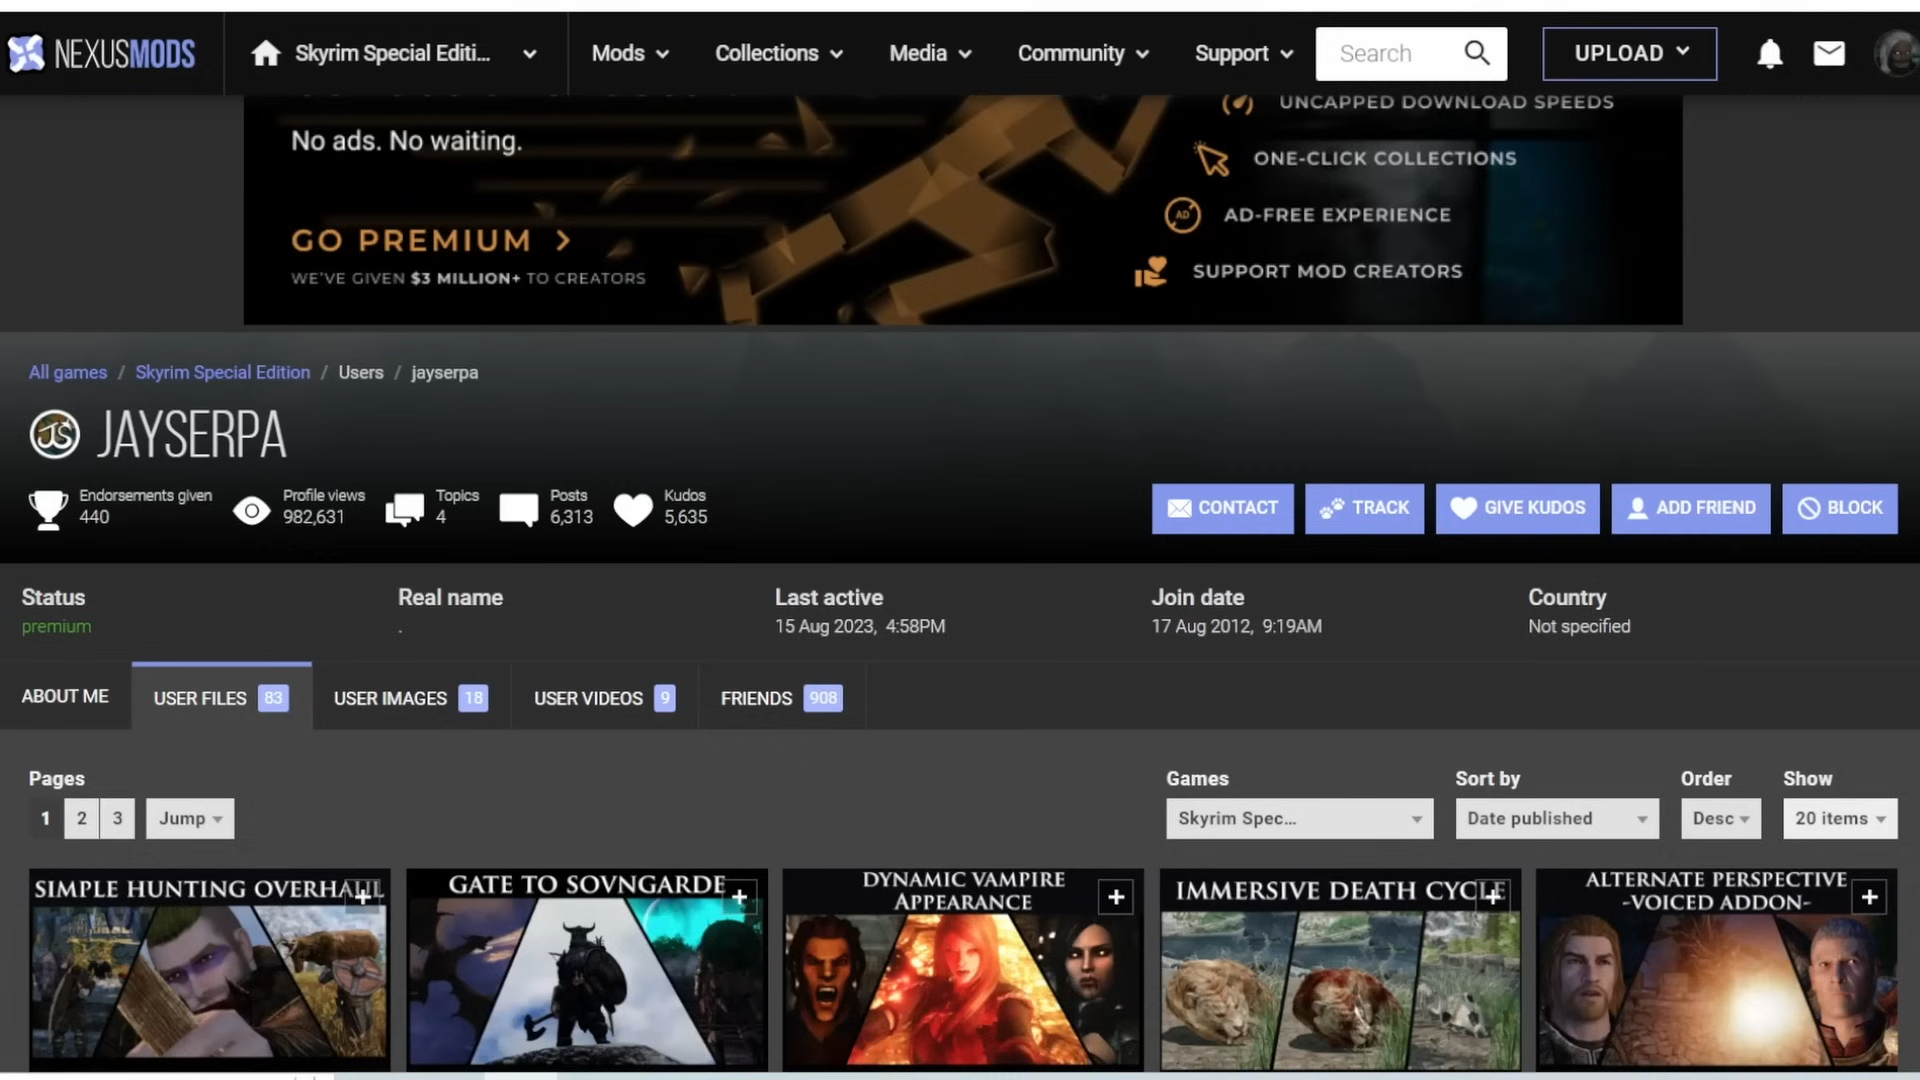 NEXUSMODS
Skyrim Special Editi...
Mods
Collections
Media
Community
Support
Search
UPLOAD
No ads. No waiting.
GO PREMIUM >
WE'VE GIVEN $3 MILLION+ TO CREATORS
UNCAPPED DOWNLOAD SPEEDS
ONE-CLICK COLLECTIONS
AD
AD-FREE EXPERIENCE
SUPPORT MOD CREATORS
All games / Skyrim Special Edition / Users / jayserpa
JS
JAYSERPA
Endorsements given
440
Profile views
982,631
Topics
4
Posts
6,313
Kudos
5,635
CONTACT
TRACK
GIVE KUDOS
ADD FRIEND
BLOCK
Status
premium
Real name
.
Last active
15 Aug 2023, 4:58PM
Join date
17 Aug 2012, 9:19AM
Country
Not specified
ABOUT ME
USER FILES 83
USER IMAGES 18
USER VIDEOS 9
FRIENDS 908
Pages
1 2 3 Jump
Games
Skyrim Spec...
Sort by
Date published
Order
Desc
Show
20 items
SIMPLE HUNTING OVERHAUL
GATE TO SOVNGARDE
DYNAMIC VAMPIRE
APPEARANCE
IMMERSIVE DEATH CYCLE
ALTERNATE PERSPECTIVE
-VOICED ADDON-